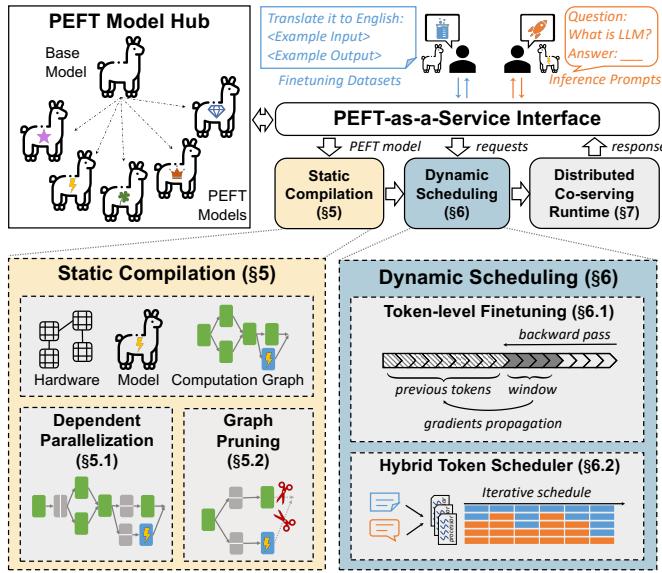 PEFT Model Hub
Base
Model
PEFT
Models
Translate it to English:
<Example Input>
<Example Output>
Finetuning Datasets
Question:
What is LLM?
Answer: ___
Inference Prompts
PEFT-as-a-Service Interface
PEFT model
requests
response
Static
Compilation
(§5)
Dynamic
Scheduling
(§6)
Distributed
Co-serving
Runtime (§7)
Static Compilation (§5)
Hardware
Model
Computation Graph
Dependent
Parallelization
(§5.1)
Graph
Pruning
(§5.2)
Dynamic Scheduling (§6)
Token-level Finetuning (§6.1)
backward pass
previous tokens
window
gradients propagation
Hybrid Token Scheduler (§6.2)
Iterative schedule